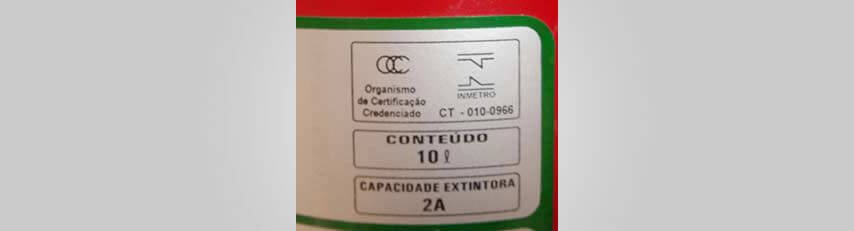 OCC
Organismo
de Certificação
Credenciado
INMETRO
CT - 010-0966
CONTEÚDO
10 ℓ
CAPACIDADE EXTINTORA
2A